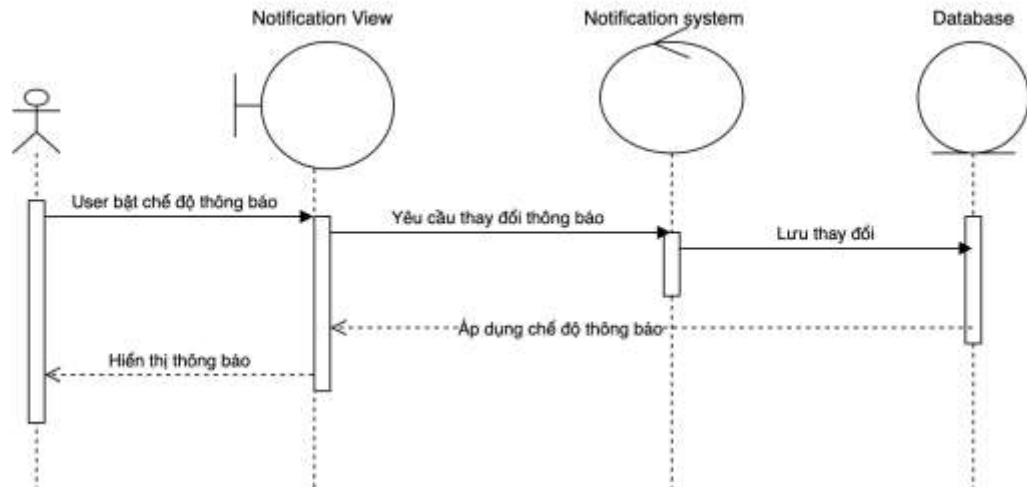 Notification View
Notification system
Database
User bật chế độ thông báo
Yêu cầu thay đổi thông báo
Lưu thay đổi
Áp dụng chế độ thông báo
Hiển thị thông báo